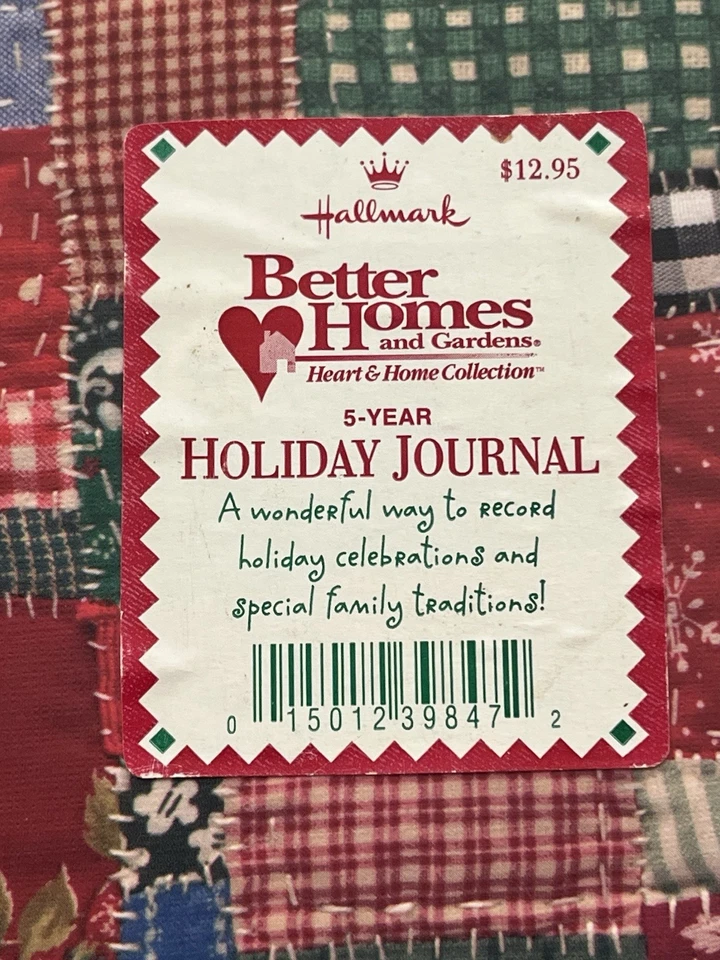 $12.95
Hallmark
Better
Homes
and Gardens®
Heart & Home Collection™
5-YEAR
HOLIDAY JOURNAL
A wonderful way to record
holiday celebrations and
special family traditions!
0 15012 39847 2